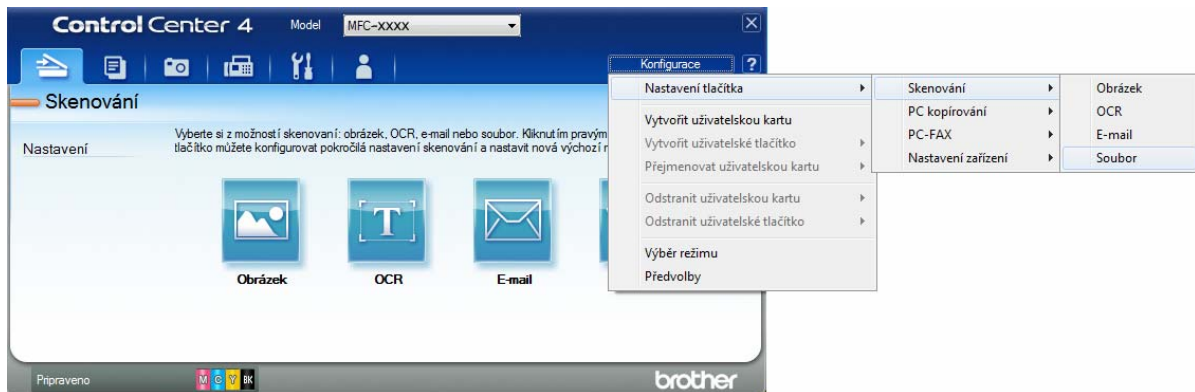 Control Center 4 Model MFC-XXXX
Konfigurace ?
Skenování
Nastavení
Vyberte si z možností skenovaní: obrázek, OCR, e-mail nebo soubor. Kliknutím pravým
tlačítko můžete konfigurovat pokročilá nastavení skenování a nastavit nová výchozí
T
Obrázek OCR E-mail
Nastavení tlačítka
Vytvořit uživatelskou kartu
Vytvořit uživatelské tlačítko
Přejmenovat uživatelskou kartu
Odstranit uživatelskou kartu
Odstranit uživatelské tlačítko
Výběr režimu
Předvolby
Skenování
PC kopírování
PC-FAX
Nastavení zařízení
Obrázek
OCR
E-mail
Soubor
Připraveno M C Y BK brother